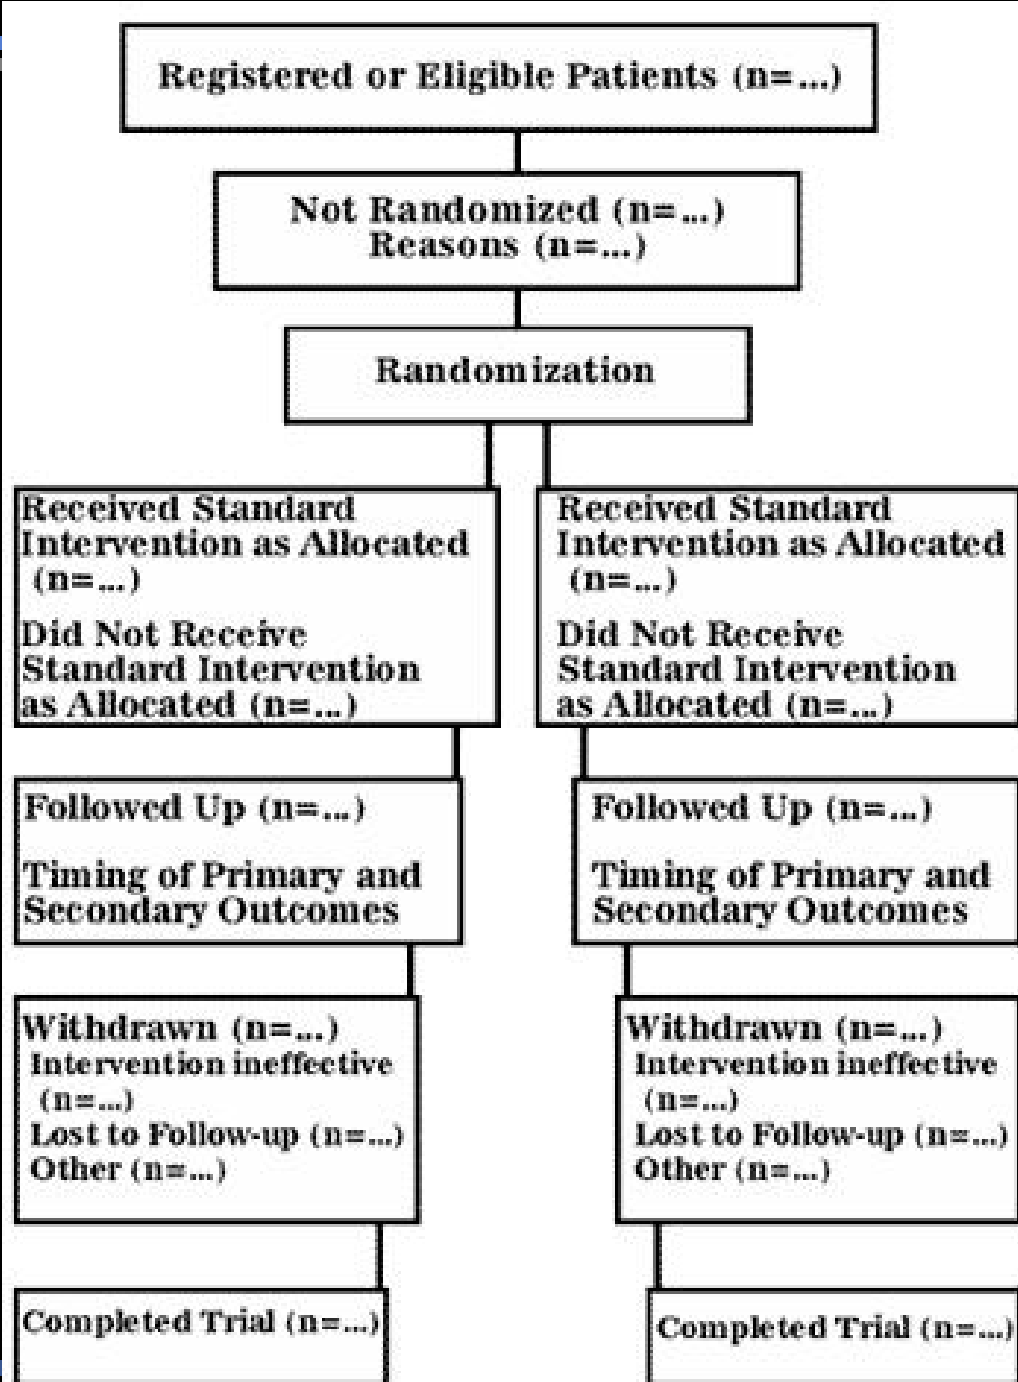 Registered or Eligible Patients (n=...)
Not Randomized (n=...)
Reasons (n=...)
Randomization
Received Standard
Intervention as Allocated
(n=...)
Did Not Receive
Standard Intervention
as Allocated (n=...)
Received Standard
Intervention as Allocated
(n=...)
Did Not Receive
Standard Intervention
as Allocated (n=...)
Followed Up (n=...)
Timing of Primary and
Secondary Outcomes
Followed Up (n=...)
Timing of Primary and
Secondary Outcomes
Withdrawn (n=...)
Intervention ineffective
(n=...)
Lost to Follow-up (n=...)
Other (n=...)
Withdrawn (n=...)
Intervention ineffective
(n=...)
Lost to Follow-up (n=...)
Other (n=...)
Completed Trial (n=...)
Completed Trial (n=...)